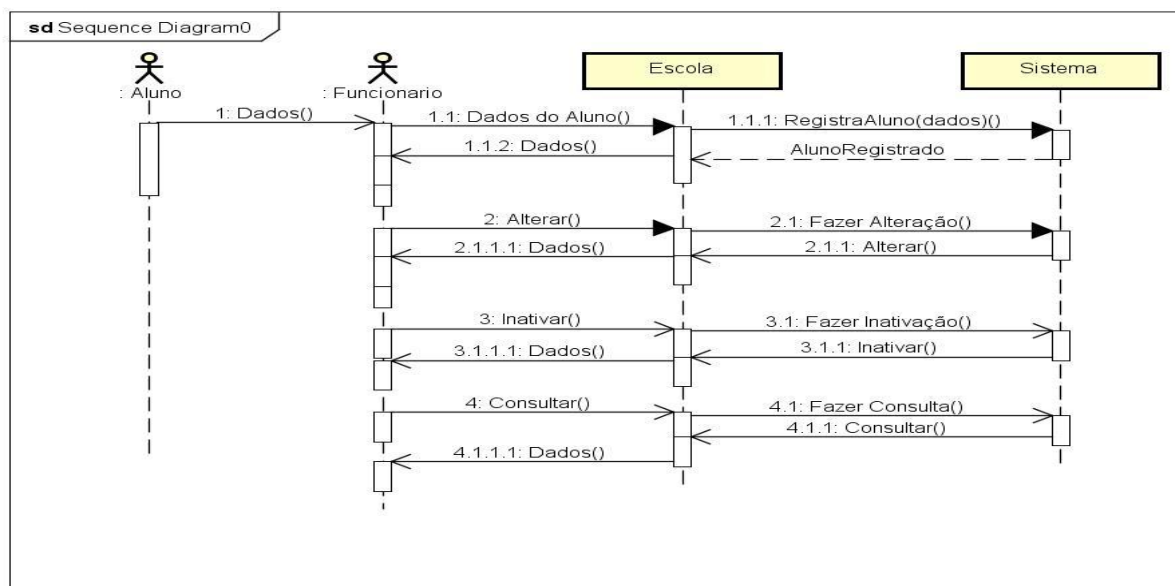 sd Sequence Diagram0
Escola
Sistema
: Aluno
: Funcionario
1: Dados()
1.1: Dados do Aluno()
1.1.1: RegistraAluno(dados)()
1.1.2: Dados()
AlunoRegistrado
2: Alterar()
2.1: Fazer Alteração()
2.1.1.1: Dados()
2.1.1: Alterar()
3: Inativar()
3.1: Fazer Inativação()
3.1.1.1: Dados()
3.1.1: Inativar()
4: Consultar()
4.1: Fazer Consulta()
4.1.1: Consultar()
4.1.1.1: Dados()